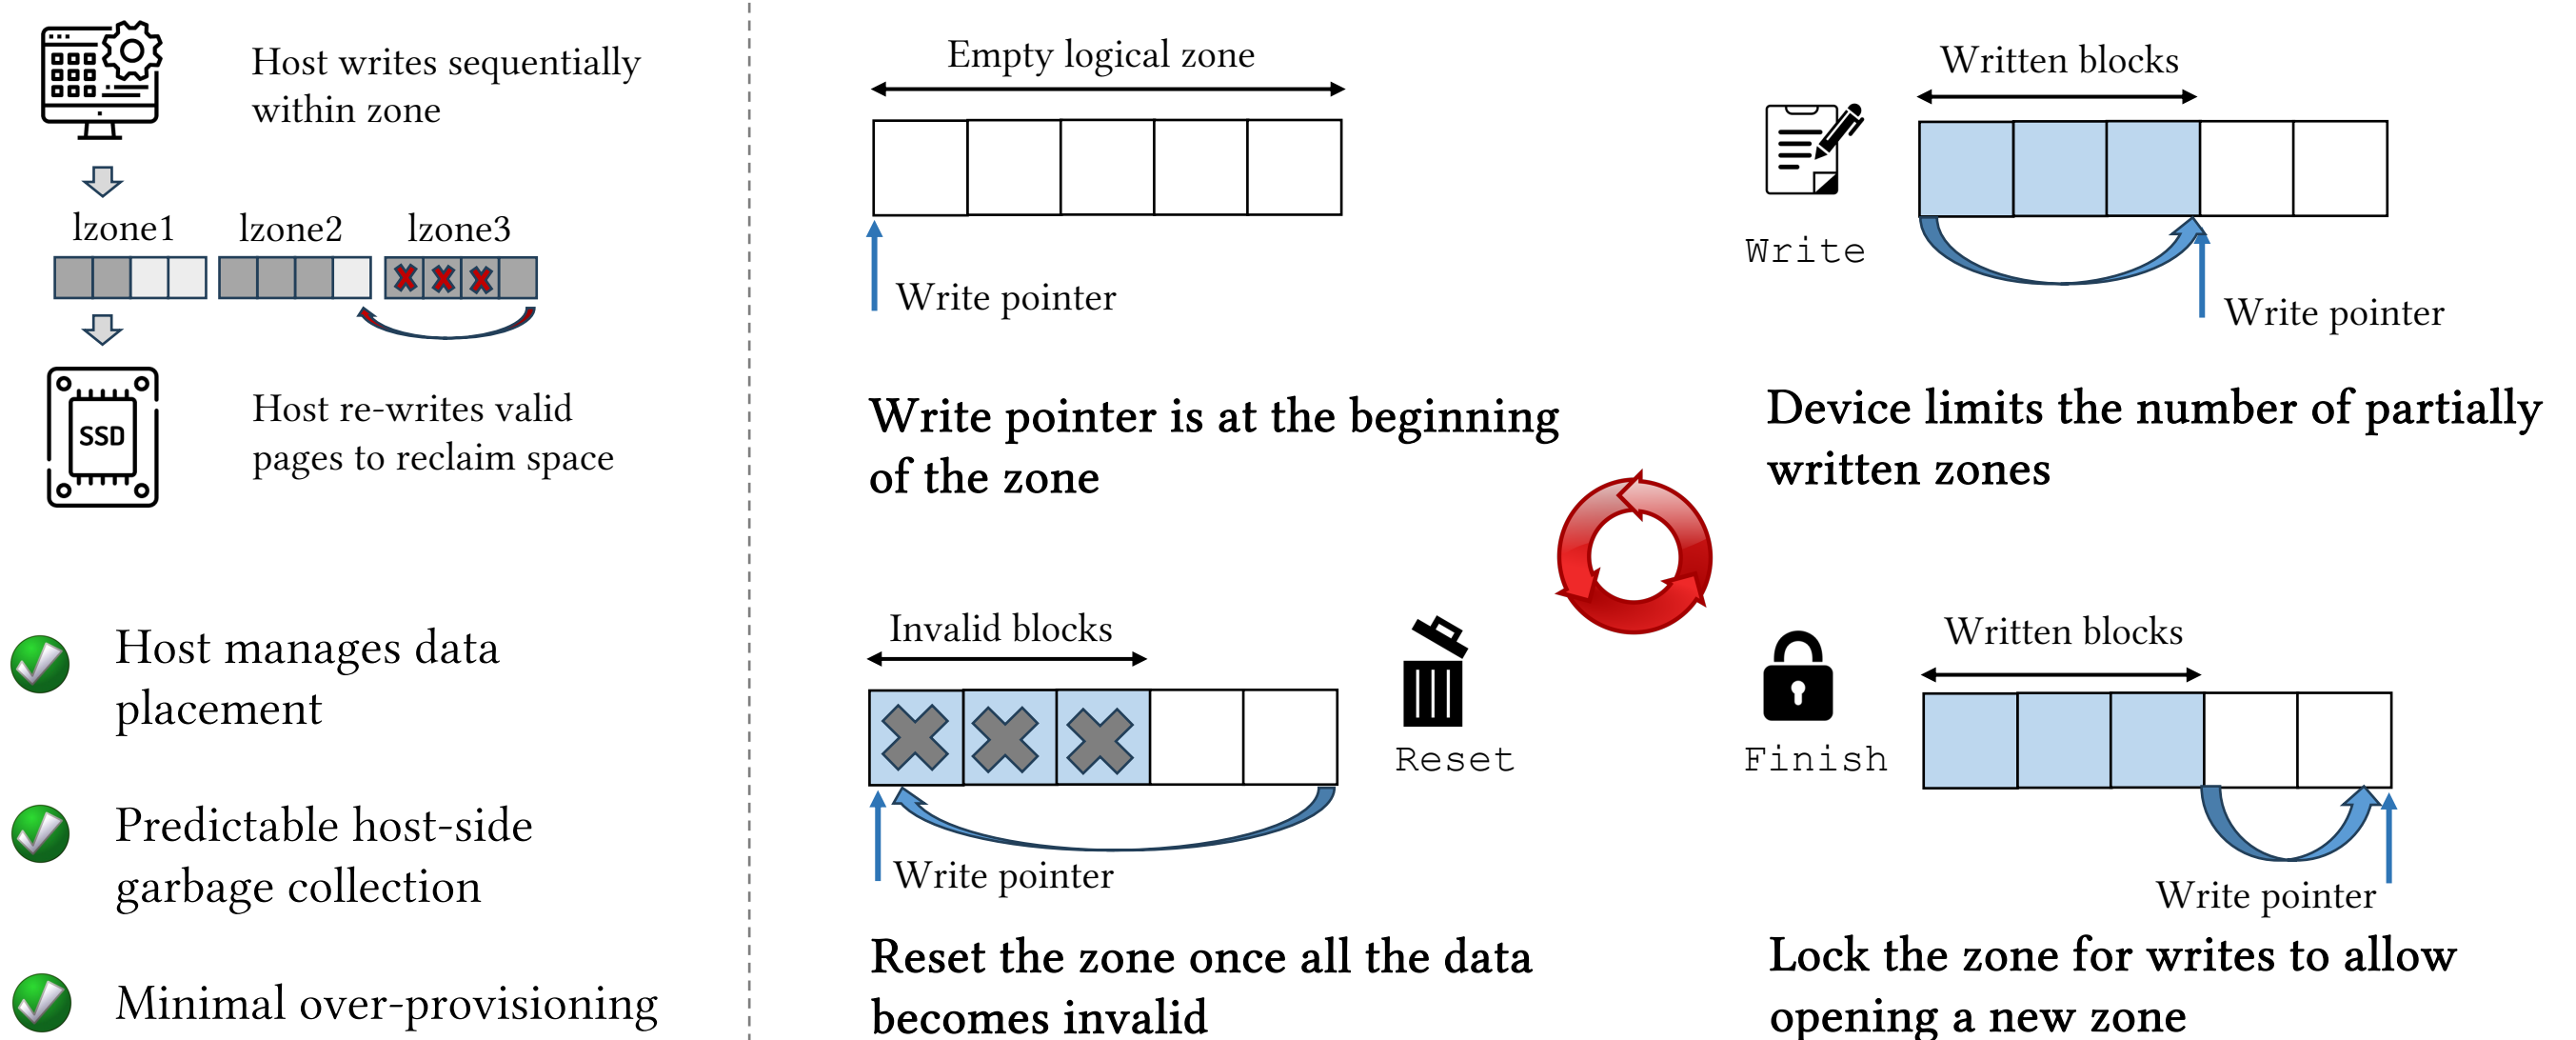 Host writes sequentially
within zone
lzone1
lzone2
lzone3
SSD
Host re-writes valid
pages to reclaim space
Host manages data
placement
Predictable host-side
garbage collection
Minimal over-provisioning
Empty logical zone
Write pointer
Write pointer is at the beginning
of the zone
Written blocks
Write
Write pointer
Device limits the number of partially
written zones
Invalid blocks
Reset
Write pointer
Reset the zone once all the data
becomes invalid
Written blocks
Finish
Write pointer
Lock the zone for writes to allow
opening a new zone